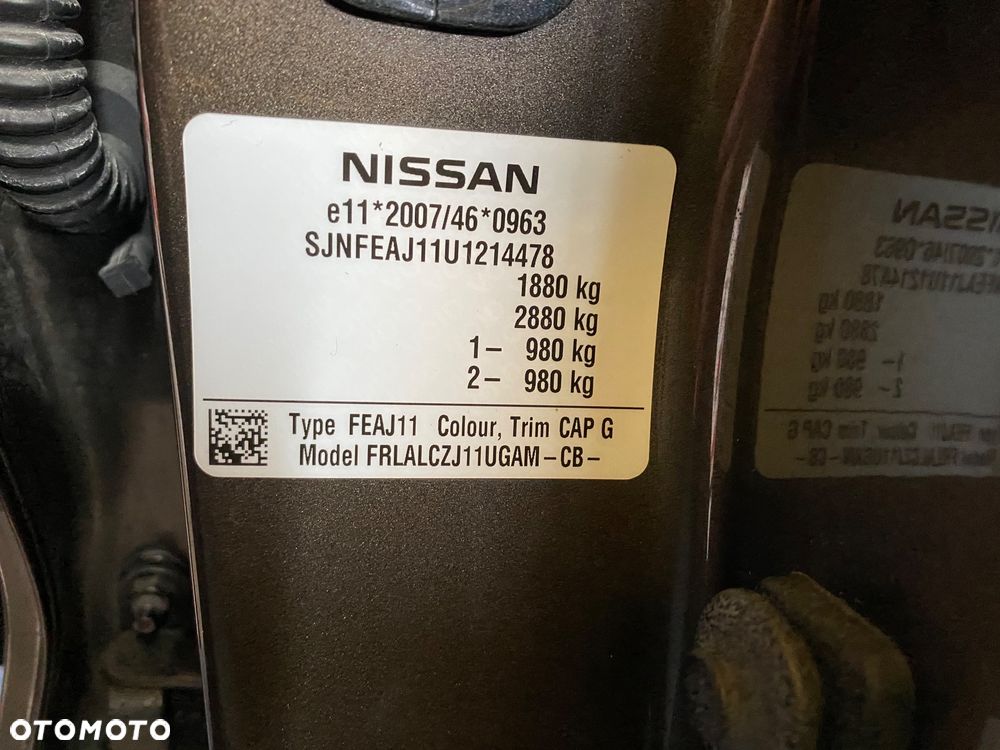 NISSAN
e11*2007/46*0963
SJNFEAJ11U1214478
1880 kg
2880 kg
1- 980 kg
2- 980 kg
Type FEAJ11 Colour, Trim CAP G
Model FRLALCZJ11UGAM-CB-
NISSAN
OTOMOTO